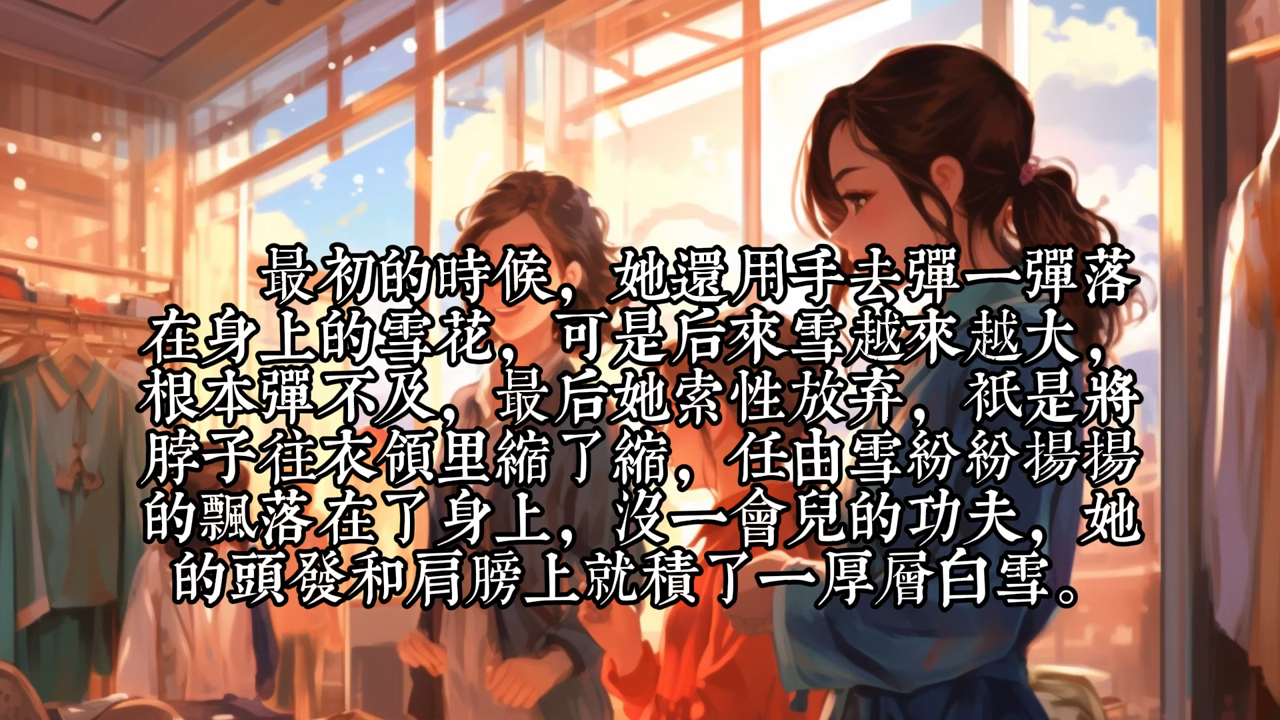 最初的時候，她還用手去彈一彈落
在身上的雪花，可是后來雪越來越大，
根本彈不及，最后她索性放弃，祇是將
脖子往衣領里縮了縮，任由雪紛紛揚揚
的飄落在了身上，沒一會兒的功夫，她
的頭發和肩膀上就積了一厚層白雪。